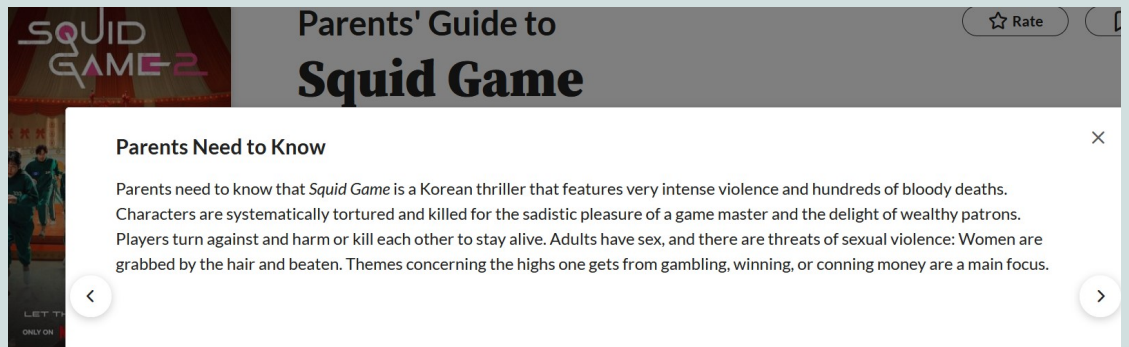 SQUID
GAME 2
Parents' Guide to
Rate
Squid Game
Parents Need to Know
Parents need to know that Squid Game is a Korean thriller that features very intense violence and hundreds of bloody deaths.
Characters are systematically tortured and killed for the sadistic pleasure of a game master and the delight of wealthy patrons.
Players turn against and harm or kill each other to stay alive. Adults have sex, and there are threats of sexual violence: Women are
grabbed by the hair and beaten. Themes concerning the highs one gets from gambling, winning, or conning money are a main focus.
LET TH
ONLY ON